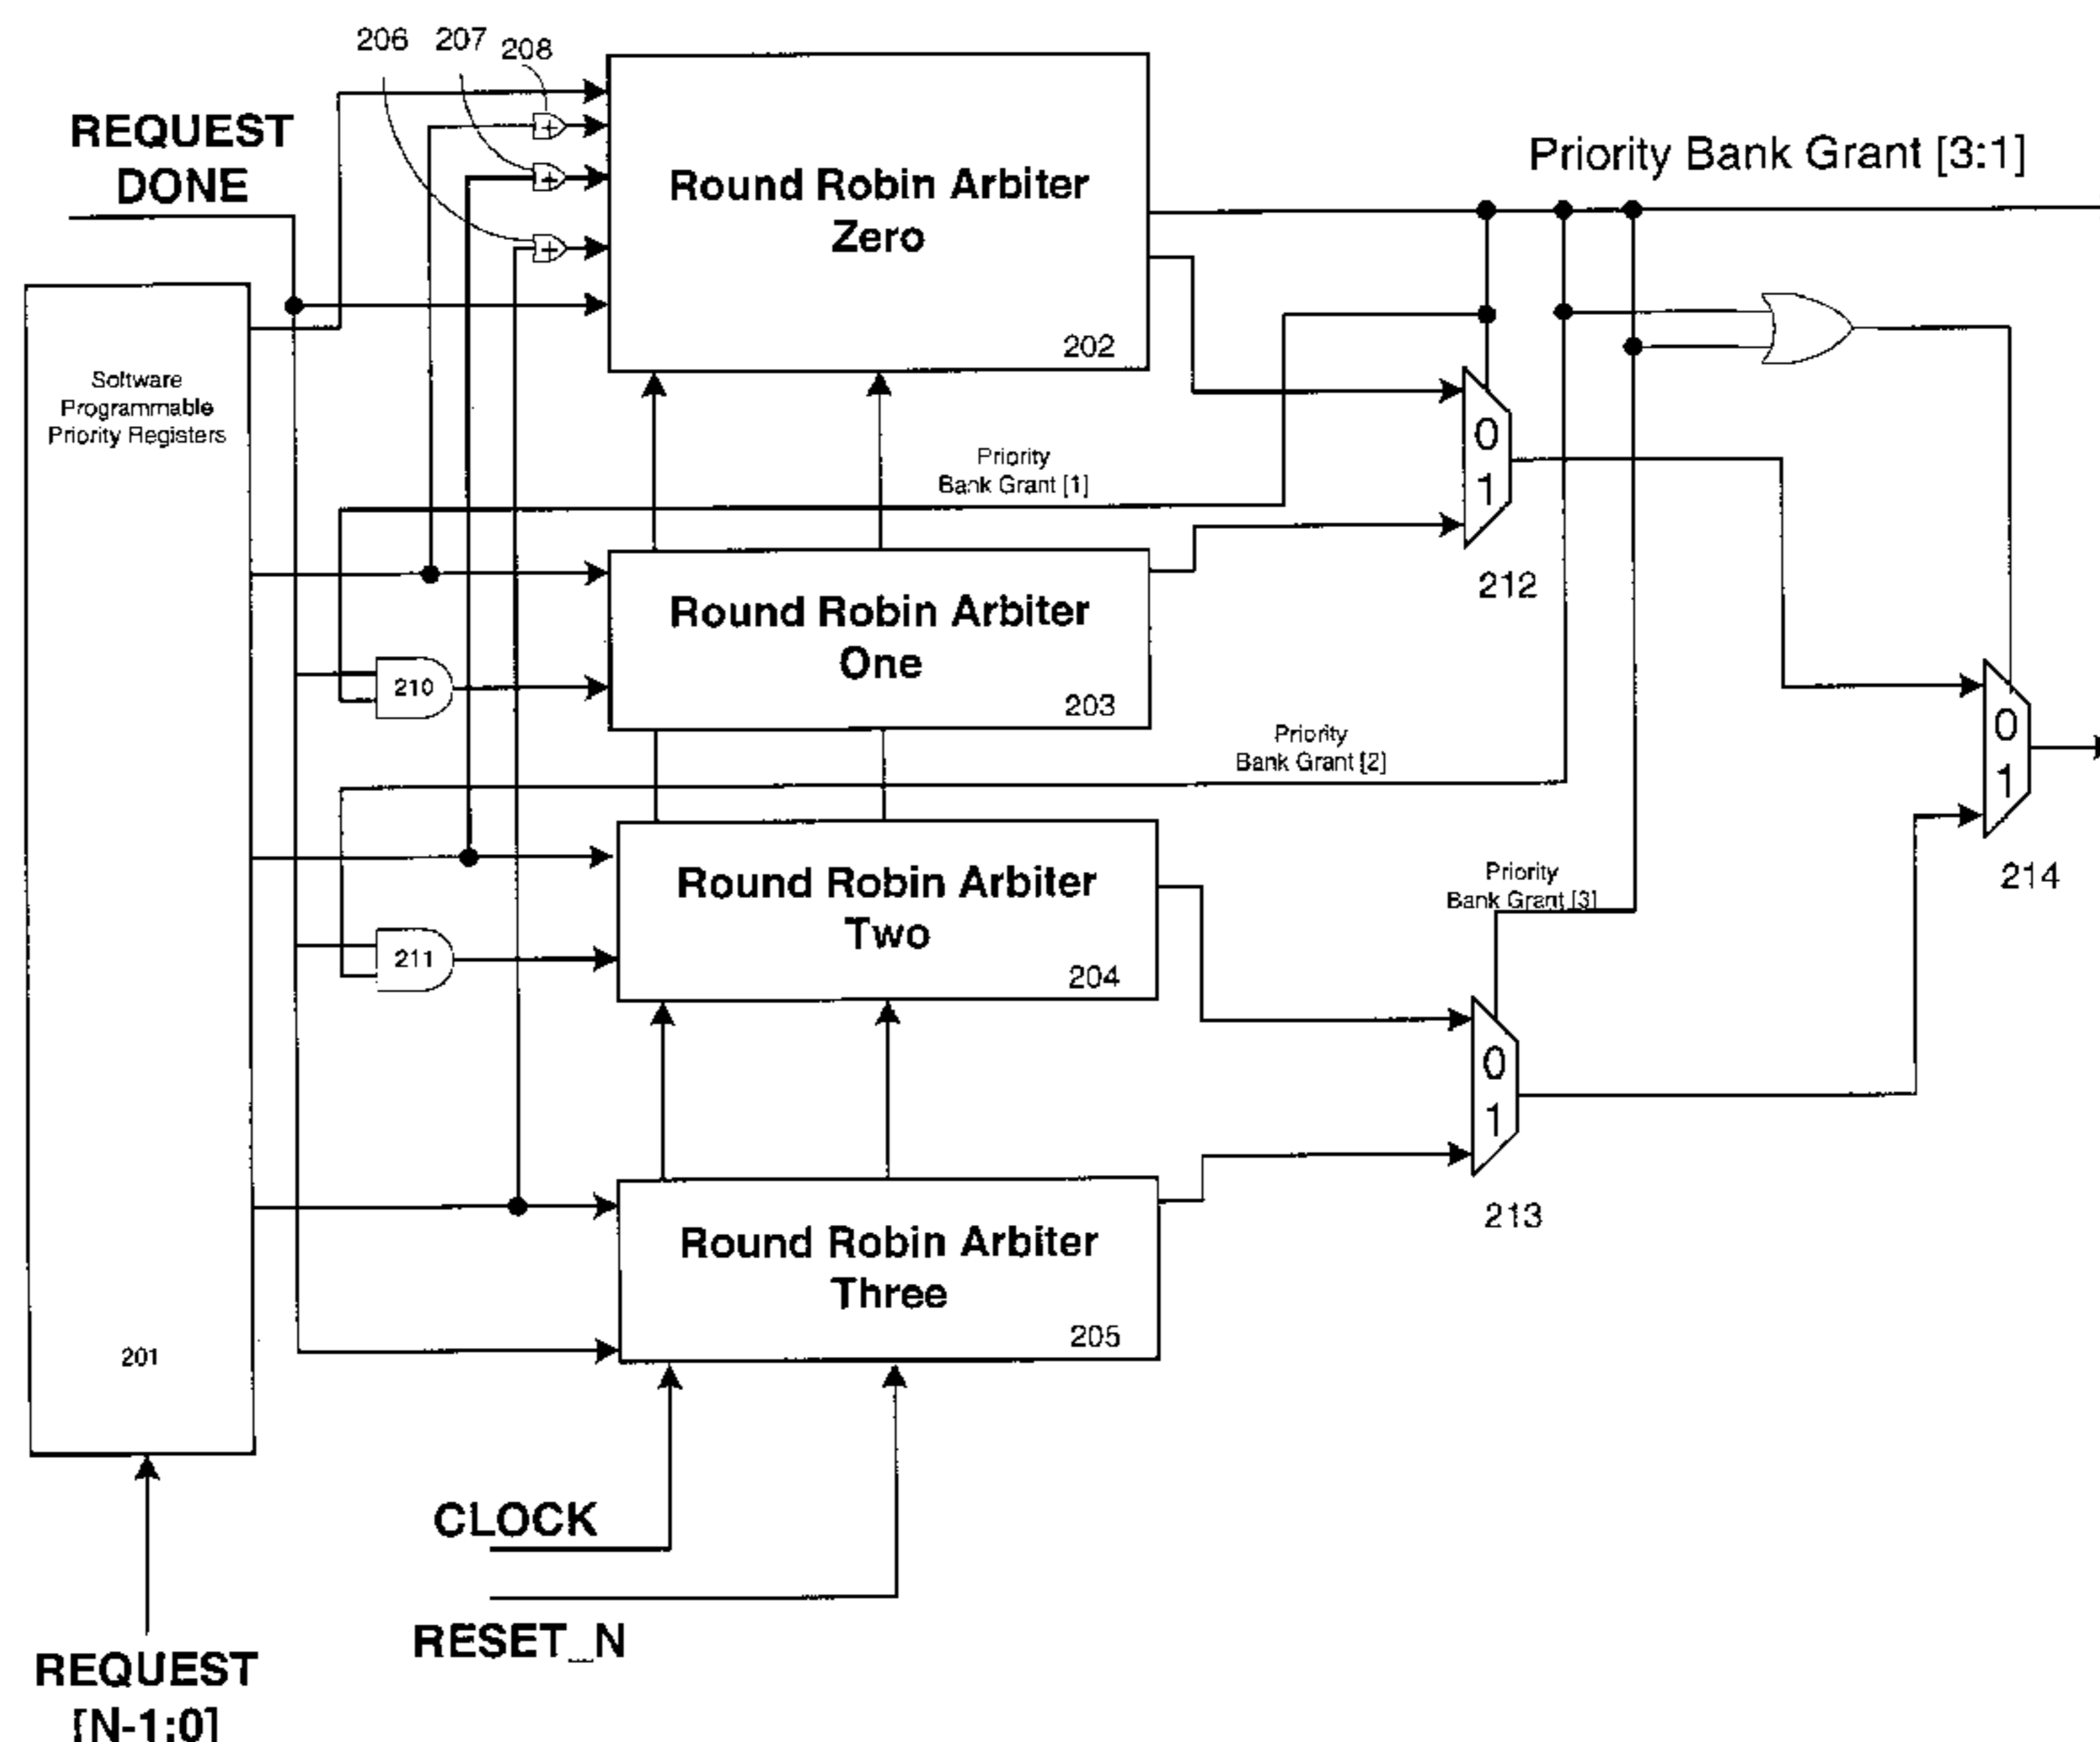 206 207 208
REQUEST
DONE
Round Robin Arbiter
Zero
202
Priority Bank Grant [3:1]
Software
Programmable
Priority Registers
201
Priority
Bank Grant [1]
0
1
212
Round Robin Arbiter
One
203
210
Priority
Bank Grant [2]
0
1
214
Round Robin Arbiter
Two
204
211
Priority
Bank Grant [3]
0
1
213
Round Robin Arbiter
Three
205
CLOCK
RESET_N
REQUEST
[N-1:0]